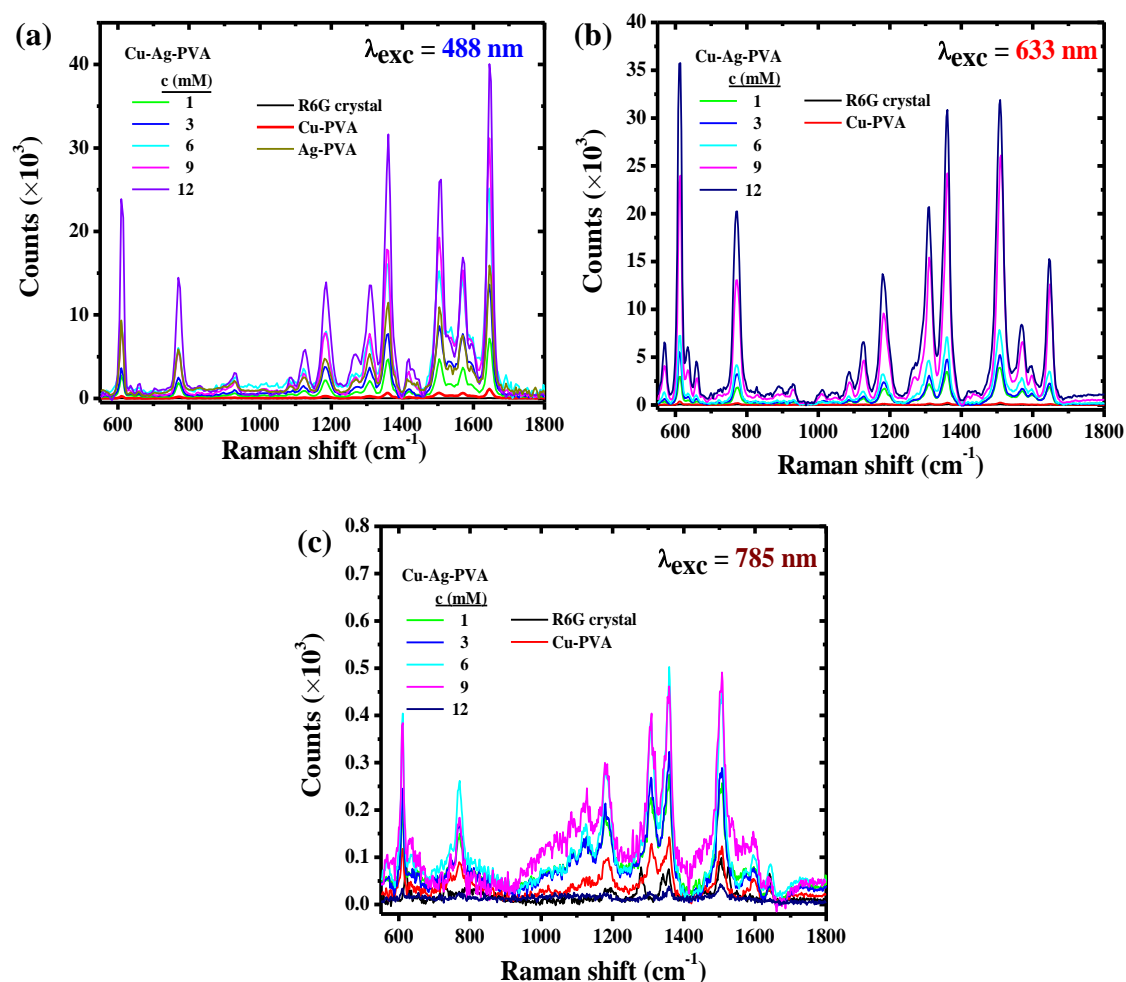 (a)
Cu-Ag-PVA
λexc = 488 nm
c (mM)
1
3
6
9
12
R6G crystal
Cu-PVA
Ag-PVA
Counts (×10³)
40
30
20
10
0
600 800 1000 1200 1400 1600 1800
Raman shift (cm⁻¹)
(b)
Cu-Ag-PVA
λexc = 633 nm
c (mM)
1
3
6
9
12
R6G crystal
Cu-PVA
Counts (×10³)
40
35
30
25
20
15
10
5
0
600 800 1000 1200 1400 1600 1800
Raman shift (cm⁻¹)
(c)
Cu-Ag-PVA
λexc = 785 nm
c (mM)
1
3
6
9
12
R6G crystal
Cu-PVA
Counts (×10³)
0.8
0.7
0.6
0.5
0.4
0.3
0.2
0.1
0.0
600 800 1000 1200 1400 1600 1800
Raman shift (cm⁻¹)